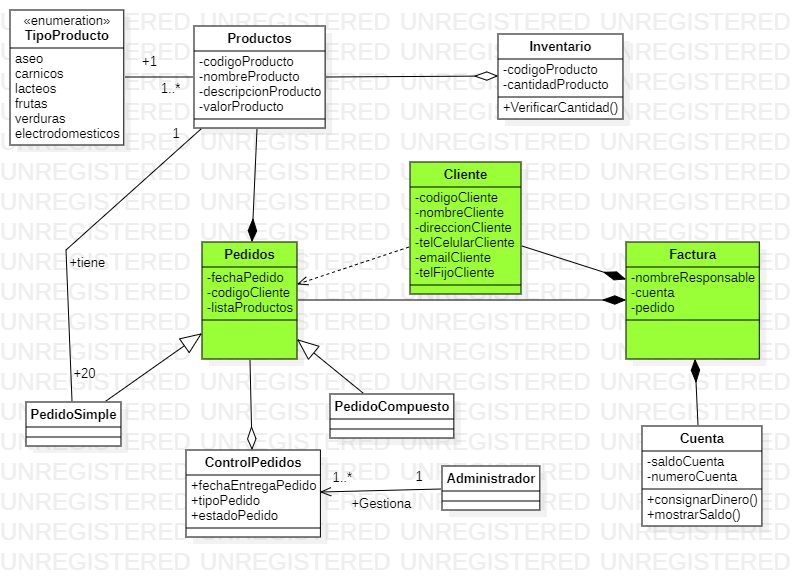 «enumeration»
TipoProducto
aseo
carnicos
lacteos
frutas
verduras
electrodomesticos
+1
1..*
Productos
-codigoProducto
-nombreProducto
-descripcionProducto
-valorProducto
Inventario
-codigoProducto
-cantidadProducto
+VerificarCantidad()
1
+tiene
+20
Cliente
-codigoCliente
-nombreCliente
-direccionCliente
-telCelularCliente
-emailCliente
-telFijoCliente
Pedidos
-fechaPedido
-codigoCliente
-listaProductos
Factura
-nombreResponsable
-cuenta
-pedido
PedidoSimple
PedidoCompuesto
ControlPedidos
+fechaEntregaPedido
+tipoPedido
+estadoPedido
1..*
1
+Gestiona
Administrador
Cuenta
-saldoCuenta
-numeroCuenta
+consignarDinero()
+mostrarSaldo()
UNREGISTERED